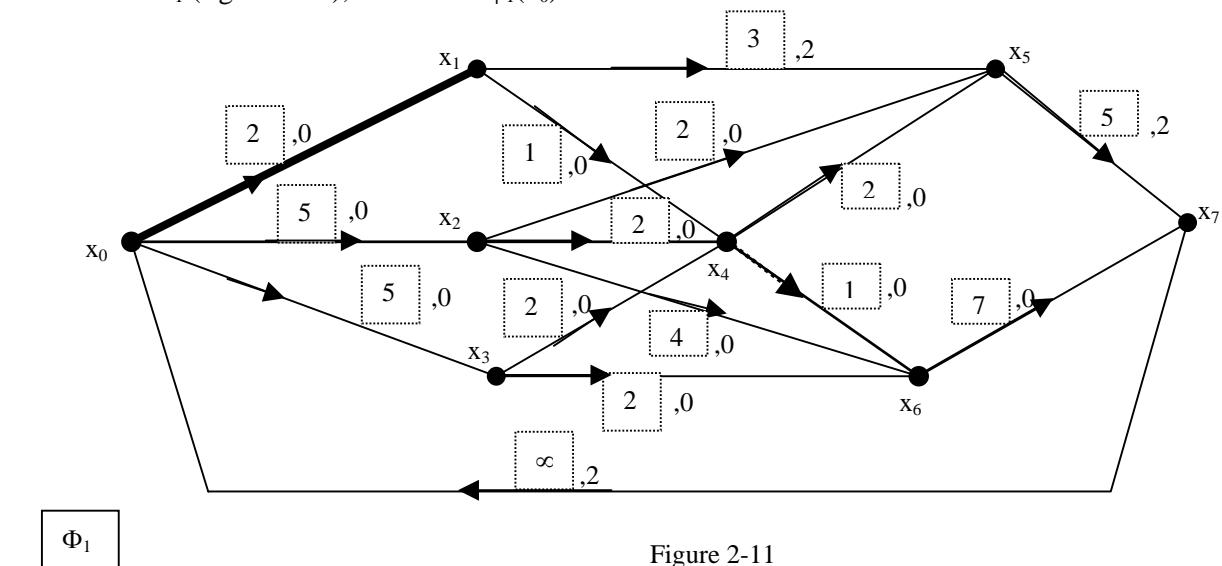 x₁
3 ,2
x₅
2 ,0
1 ,0
2 ,0
5 ,2
5 ,0
x₂
2 ,0
2 ,0
x₇
x₀
x₄
5 ,0
2 ,0
1 ,0
7 ,0
4 ,0
x₃
2 ,0
x₆
∞ ,2
Φ₁
Figure 2-11